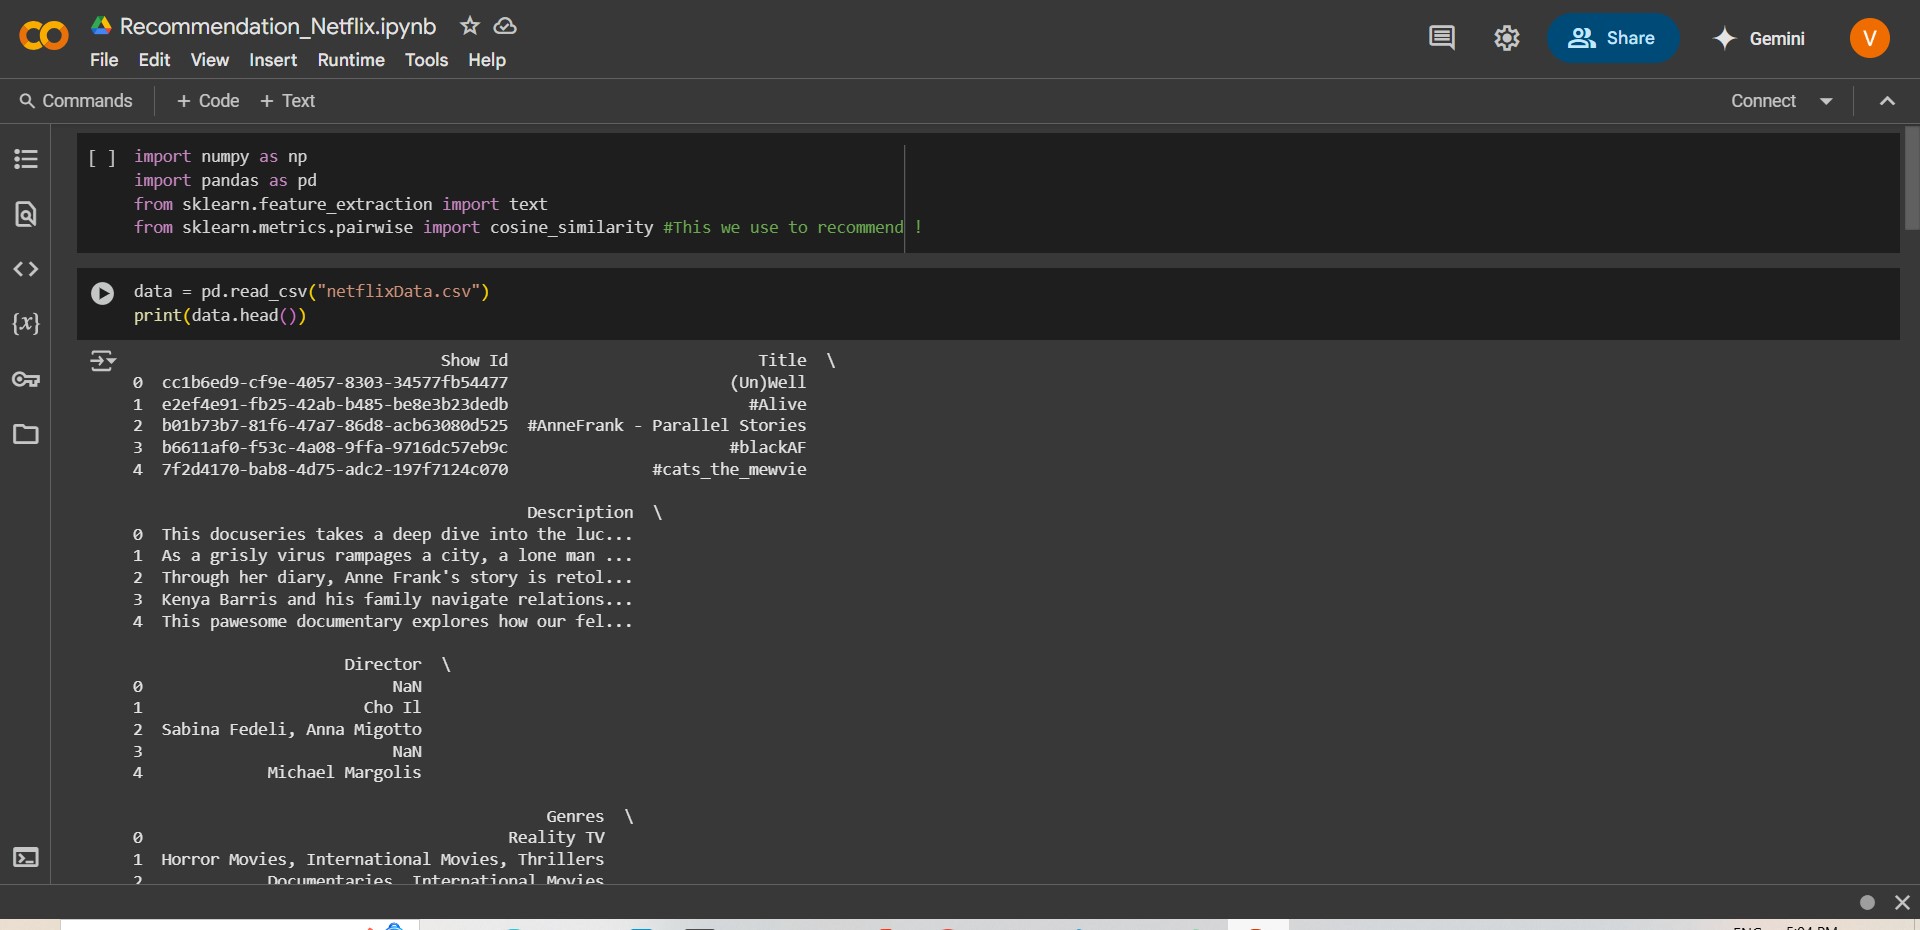 Recommendation_Netflix.ipynb
File Edit View Insert Runtime Tools Help
Share
Gemini
V
Commands + Code + Text
Connect
[ ] import numpy as np
import pandas as pd
from sklearn.feature_extraction import text
from sklearn.metrics.pairwise import cosine_similarity #This we use to recommend !
data = pd.read_csv("netflixData.csv")
print(data.head())
Show Id Title \
0 cc1b6ed9-cf9e-4057-8303-34577fb54477 (Un)Well
1 e2ef4e91-fb25-42ab-b485-be8e3b23dedb #Alive
2 b01b73b7-81f6-47a7-86d8-acb63080d525 #AnneFrank - Parallel Stories
3 b6611af0-f53c-4a08-9ffa-9716dc57eb9c #blackAF
4 7f2d4170-bab8-4d75-adc2-197f7124c070 #cats_the_mewvie
Description \
0 This docuseries takes a deep dive into the luc...
1 As a grisly virus rampages a city, a lone man ...
2 Through her diary, Anne Frank's story is retol...
3 Kenya Barris and his family navigate relations...
4 This pawesome documentary explores how our fel...
Director \
0 NaN
1 Cho Il
2 Sabina Fedeli, Anna Migotto
3 NaN
4 Michael Margolis
Genres \
0 Reality TV
1 Horror Movies, International Movies, Thrillers
2 Documentaries, International Movies
{x}